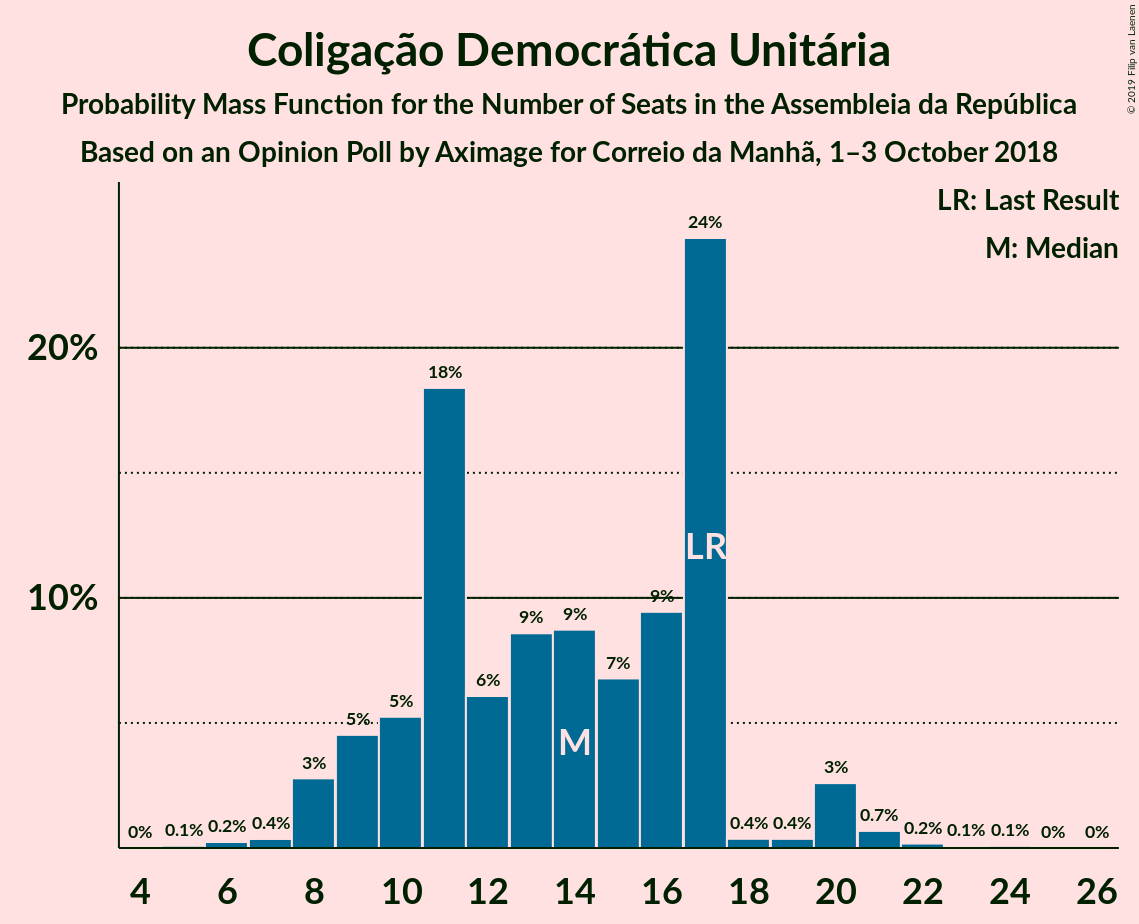 Coligação Democrática Unitária
Probability Mass Function for the Number of Seats in the Assembleia da República
Based on an Opinion Poll by Aximage for Correio da Manhã, 1–3 October 2018
© 2019 Filip van Laenen
LR: Last Result
M: Median
20%
10%
0% 0.1% 0.2% 0.4% 3% 5% 5% 18% 6% 9% 9% 7% 9% 24% 0.4% 0.4% 3% 0.7% 0.2% 0.1% 0.1% 0% 0%
LR
M
4 6 8 10 12 14 16 18 20 22 24 26